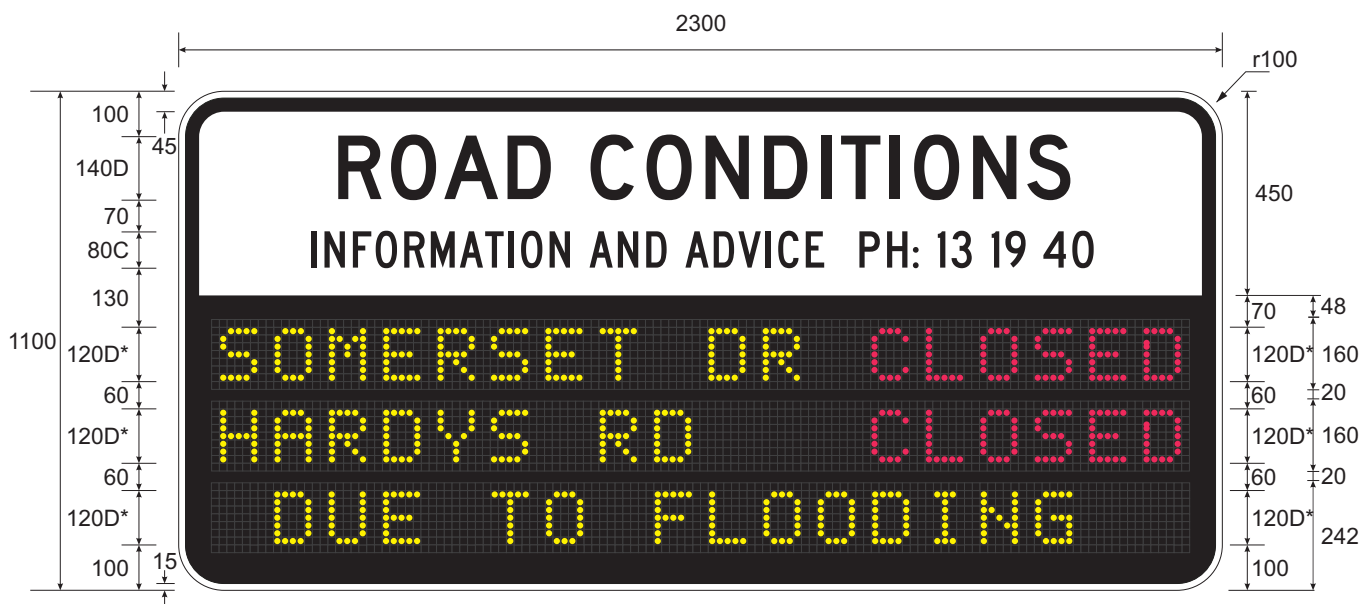 2300
r100
100
45
140D
70
80C
130
1100
120D*
60
120D*
60
120D*
100
15
ROAD CONDITIONS
INFORMATION AND ADVICE PH: 13 19 40
SOMERSET DR CLOSED
HARDYS RD CLOSED
DUE TO FLOODING
450
70
48
120D*
160
60
20
120D*
160
60
20
120D*
242
100